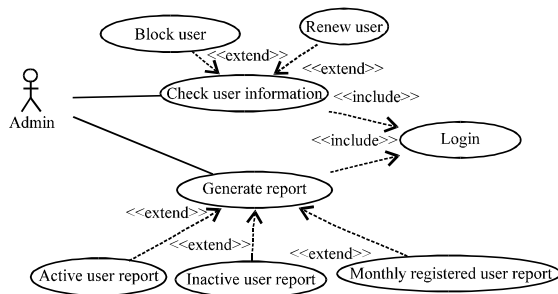 Block user
Renew user
<<extend>>
<<extend>>
Check user information
<<include>>
Admin
<<include>>
Login
Generate report
<<extend>>
<<extend>>
<<extend>>
Active user report
Inactive user report
Monthly registered user report